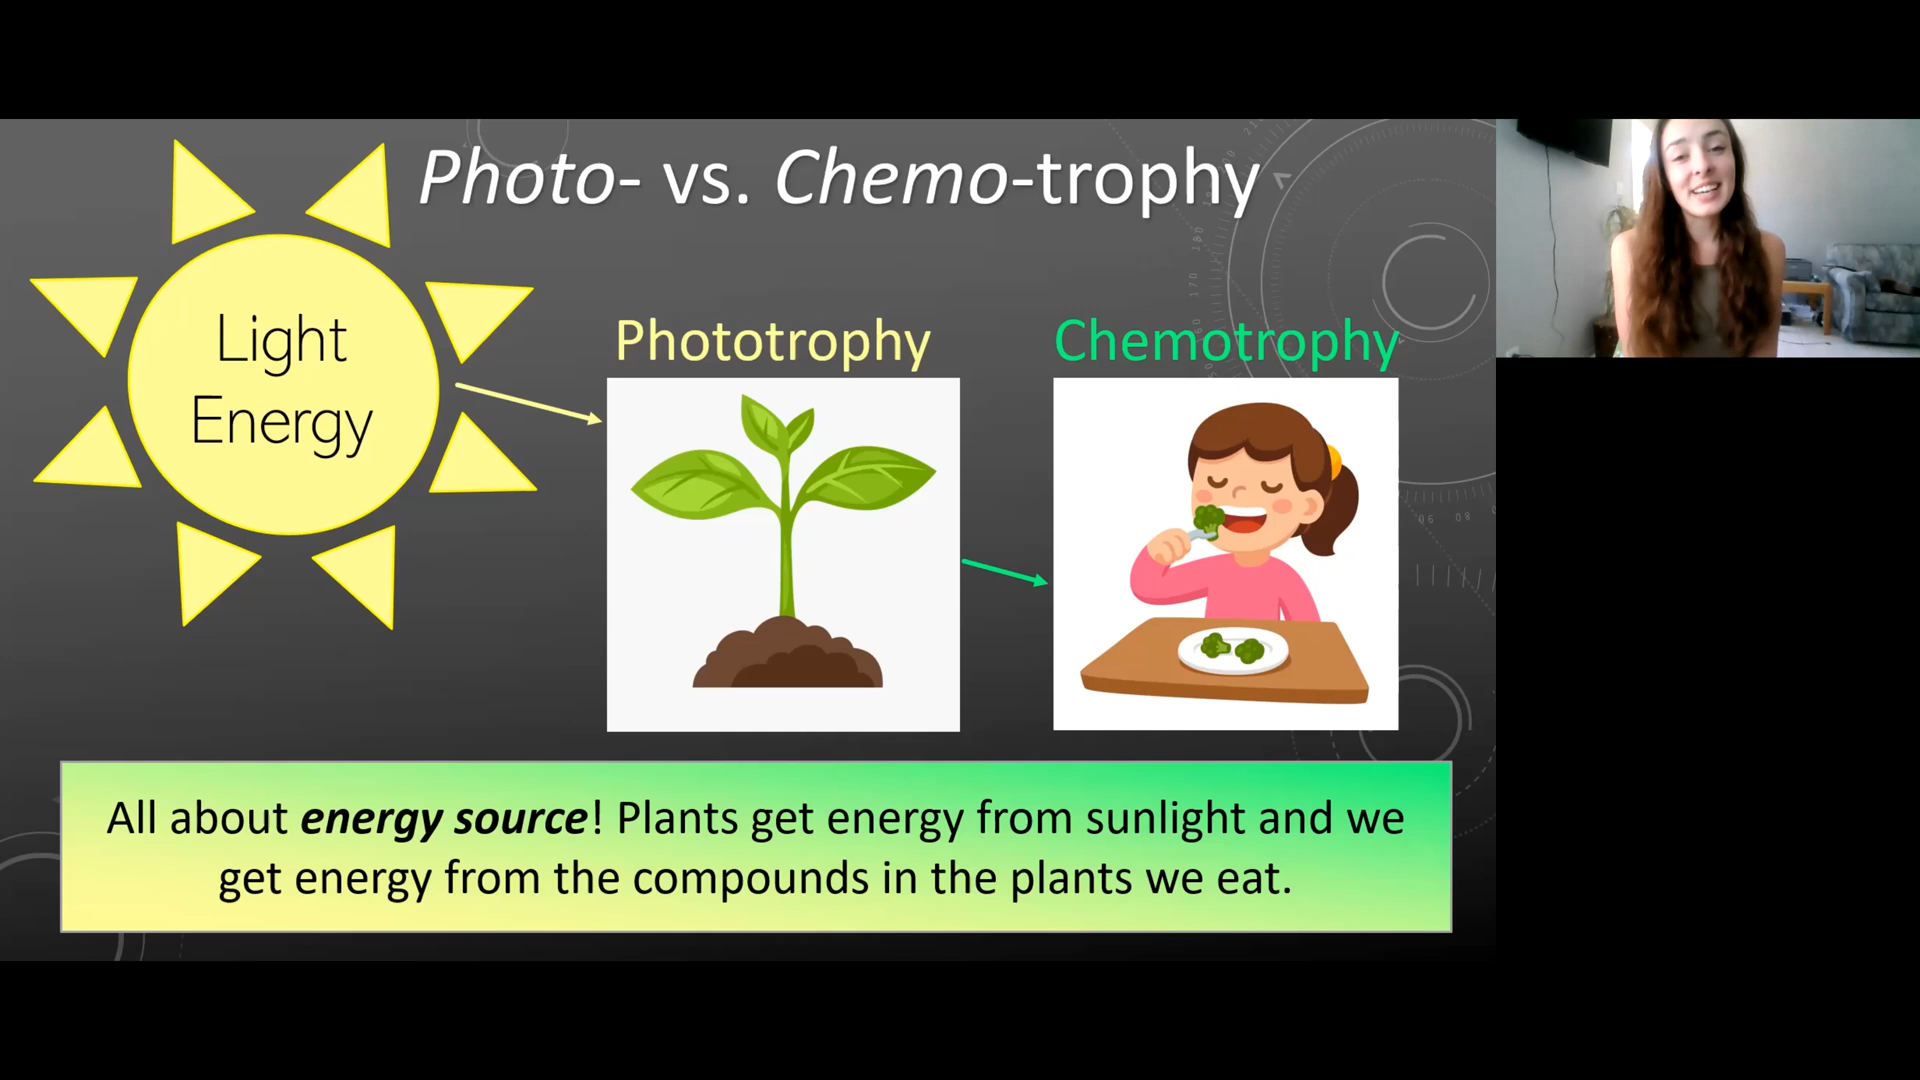 Photo- vs. Chemo-trophy
Light
Energy
Phototrophy
Chemotrophy
All about energy source! Plants get energy from sunlight and we
get energy from the compounds in the plants we eat.